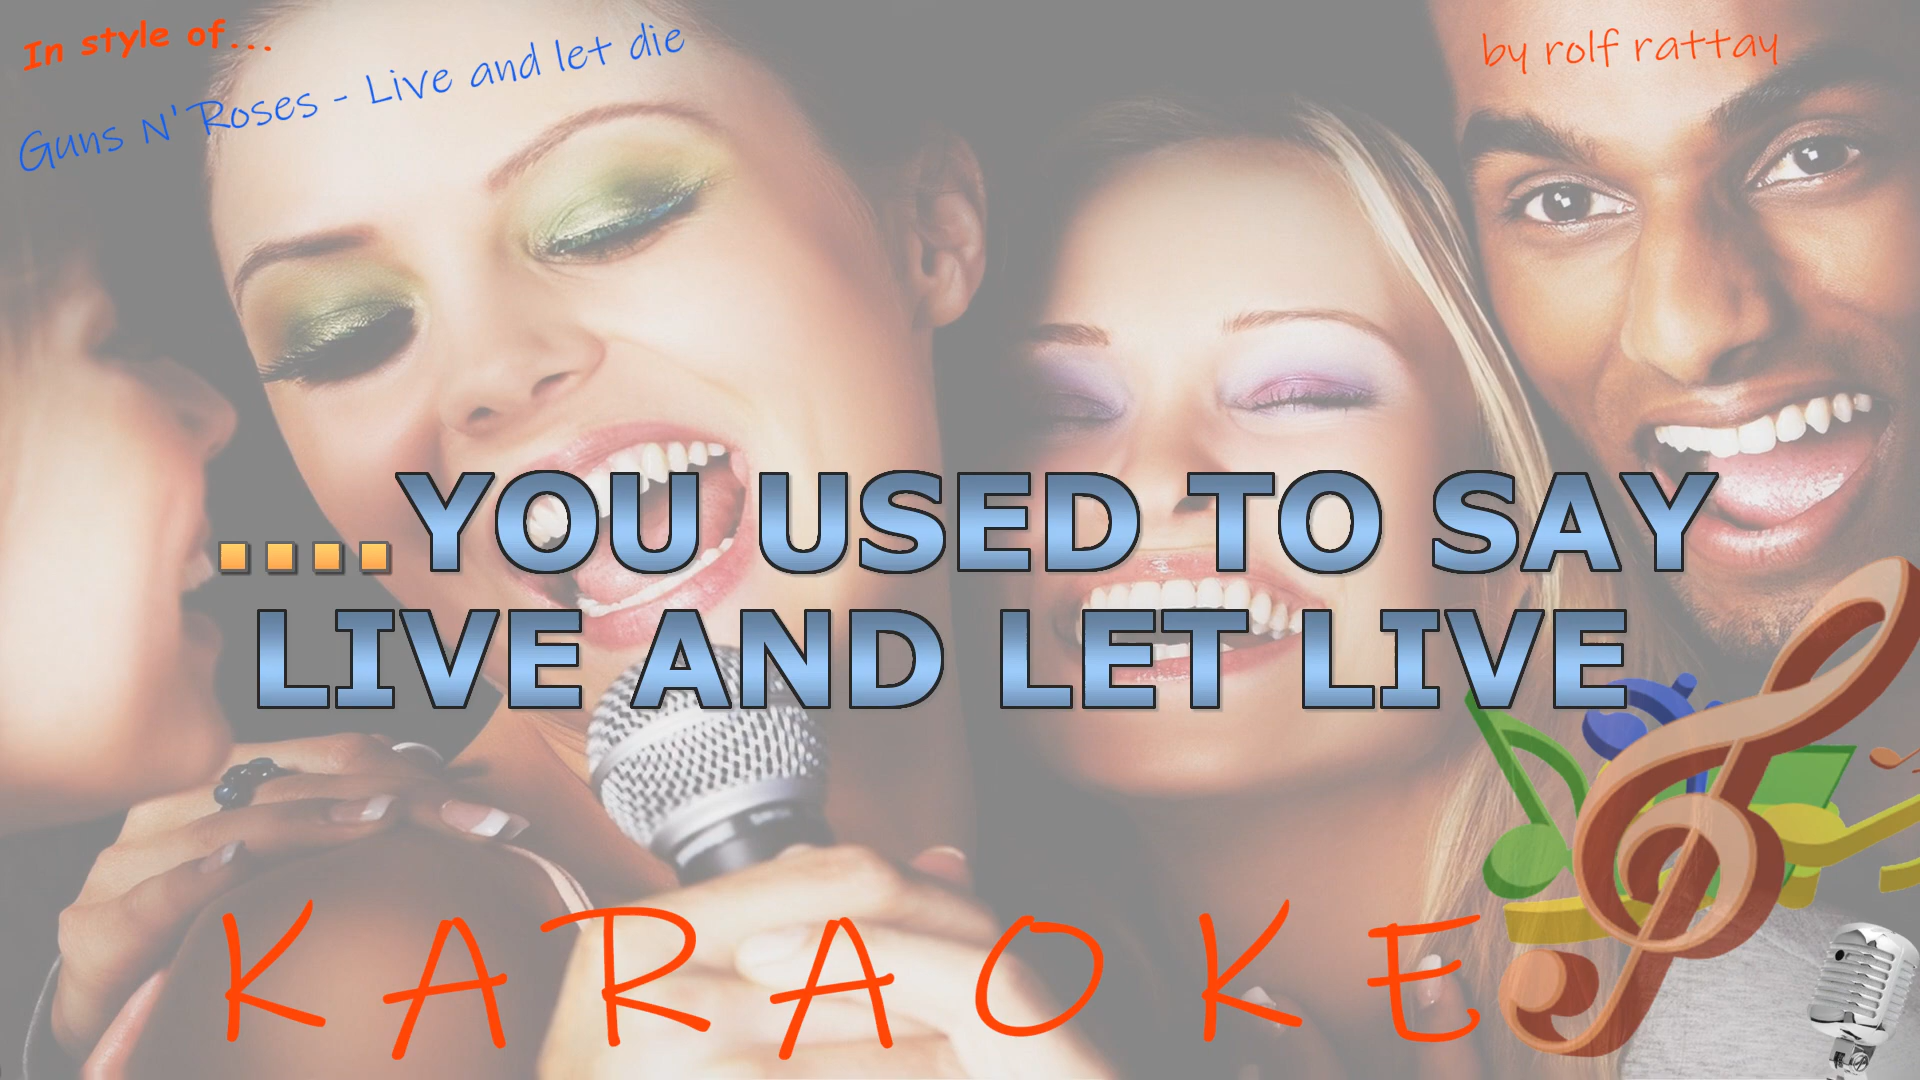 In style of...
Guns N' Roses - Live and let die
by rolf rattay
....YOU USED TO SAY
LIVE AND LET LIVE
KARAOKE